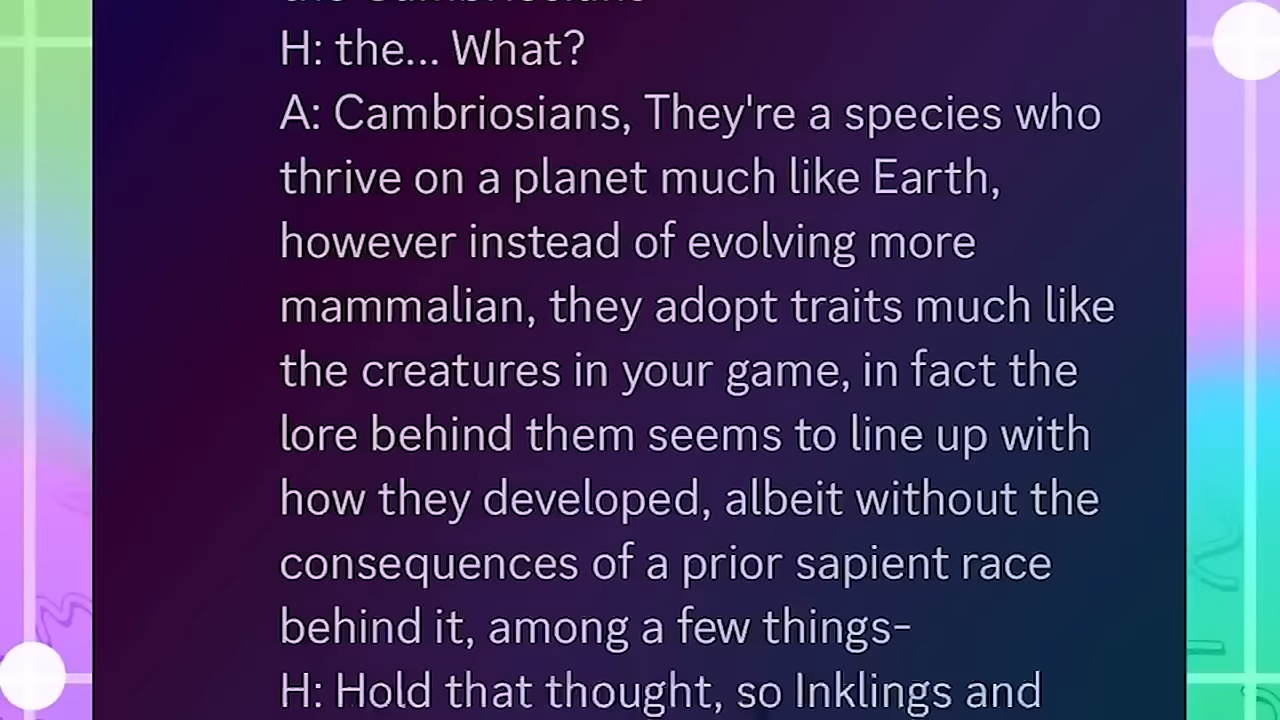 H: the... What?
A: Cambriosians, They're a species who
thrive on a planet much like Earth,
however instead of evolving more
mammalian, they adopt traits much like
the creatures in your game, in fact the
lore behind them seems to line up with
how they developed, albeit without the
consequences of a prior sapient race
behind it, among a few things-
H: Hold that thought, so Inklings and